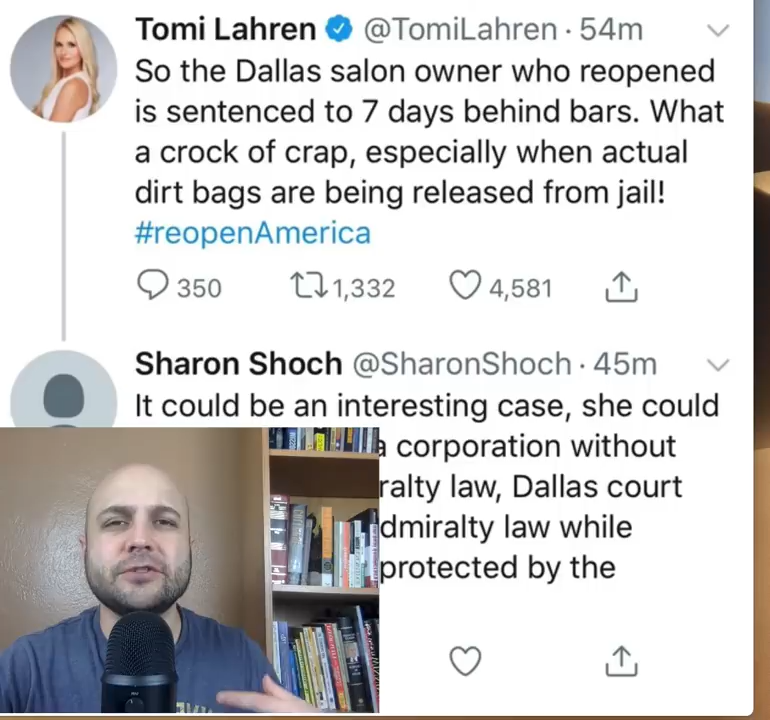 Tomi Lahren @TomiLahren · 54m
So the Dallas salon owner who reopened
is sentenced to 7 days behind bars. What
a crock of crap, especially when actual
dirt bags are being released from jail!
#reopenAmerica
350 1,332 4,581
Sharon Shoch @SharonShoch · 45m
It could be an interesting case, she could
a corporation without
ralty law, Dallas court
dmiralty law while
protected by the